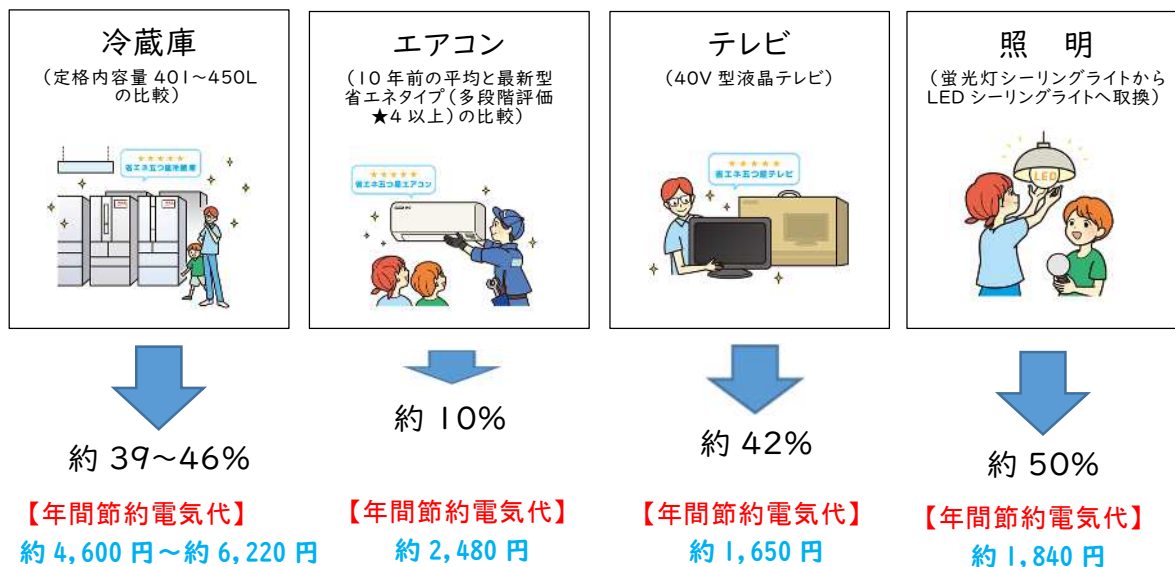 冷蔵庫
（定格内容量 401～450L
の比較）
★★★★★
省エネ五つ星冷蔵庫
エアコン
（10 年前の平均と最新型
省エネタイプ（多段階評価
★4 以上）の比較）
★★★★★
省エネ五つ星エアコン
テレビ
（40V 型液晶テレビ）
★★★★★
省エネ五つ星テレビ
照　明
（蛍光灯シーリングライトから
LED シーリングライトへ取換）
LED
約 39～46%
【年間節約電気代】
約 4,600 円～約 6,220 円
約 10%
【年間節約電気代】
約 2,480 円
約 42%
【年間節約電気代】
約 1,650 円
約 50%
【年間節約電気代】
約 1,840 円